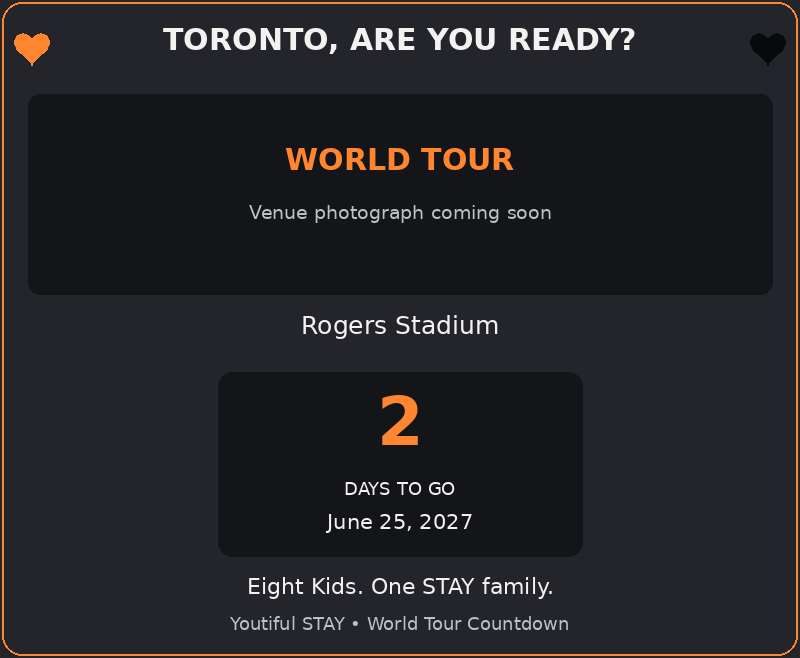 TORONTO, ARE YOU READY?
WORLD TOUR
Venue photograph coming soon
Rogers Stadium
2
DAYS TO GO
June 25, 2027
Eight Kids. One STAY family.
Youtiful STAY • World Tour Countdown